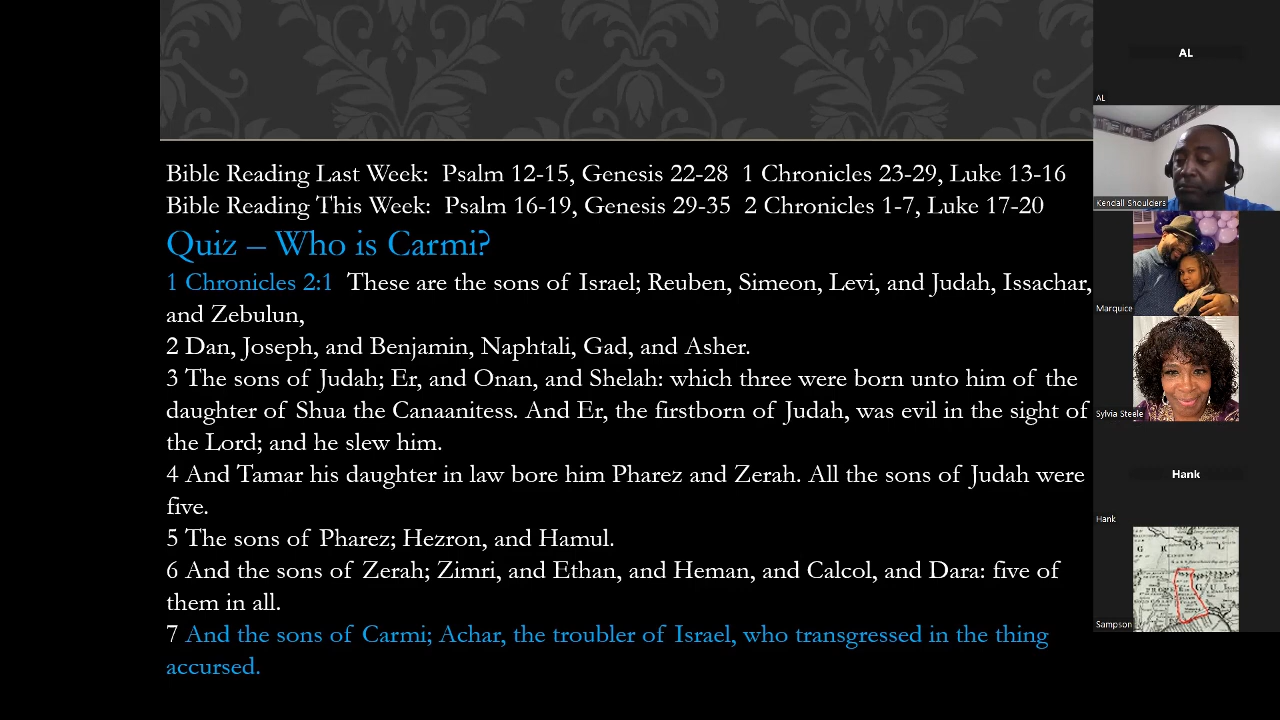 Bible Reading Last Week:  Psalm 12-15, Genesis 22-28  1 Chronicles 23-29, Luke 13-16
Bible Reading This Week:  Psalm 16-19, Genesis 29-35  2 Chronicles 1-7, Luke 17-20
Quiz – Who is Carmi?
1 Chronicles 2:1  These are the sons of Israel; Reuben, Simeon, Levi, and Judah, Issachar,
and Zebulun,
2 Dan, Joseph, and Benjamin, Naphtali, Gad, and Asher.
3 The sons of Judah; Er, and Onan, and Shelah: which three were born unto him of the
daughter of Shua the Canaanitess. And Er, the firstborn of Judah, was evil in the sight of
the Lord; and he slew him.
4 And Tamar his daughter in law bore him Pharez and Zerah. All the sons of Judah were
five.
5 The sons of Pharez; Hezron, and Hamul.
6 And the sons of Zerah; Zimri, and Ethan, and Heman, and Calcol, and Dara: five of
them in all.
7 And the sons of Carmi; Achar, the troubler of Israel, who transgressed in the thing
accursed.
AL
AL
Kendall Shoulders
Marquice
Sylvia Steele
Hank
Hank
Sampson